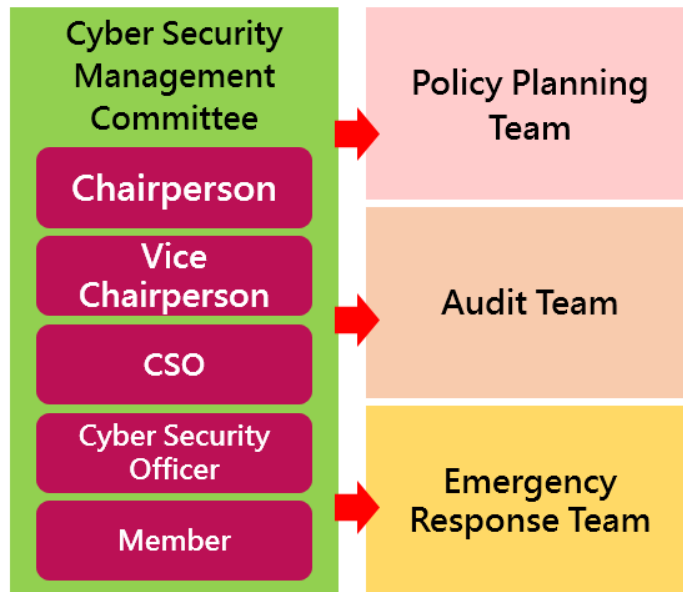 Cyber Security
Management
Committee
Chairperson
Vice
Chairperson
CSO
Cyber Security
Officer
Member
Policy Planning
Team
Audit Team
Emergency
Response Team